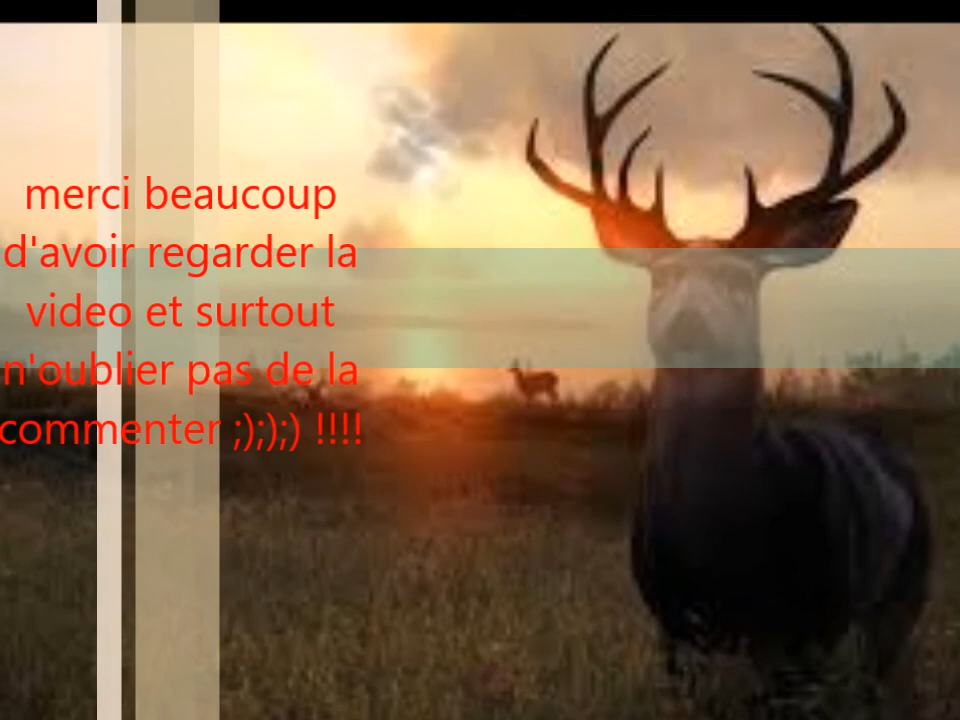 merci beaucoup
d'avoir regarder la
video et surtout
n'oublier pas de la
commenter ;);););) !!!!